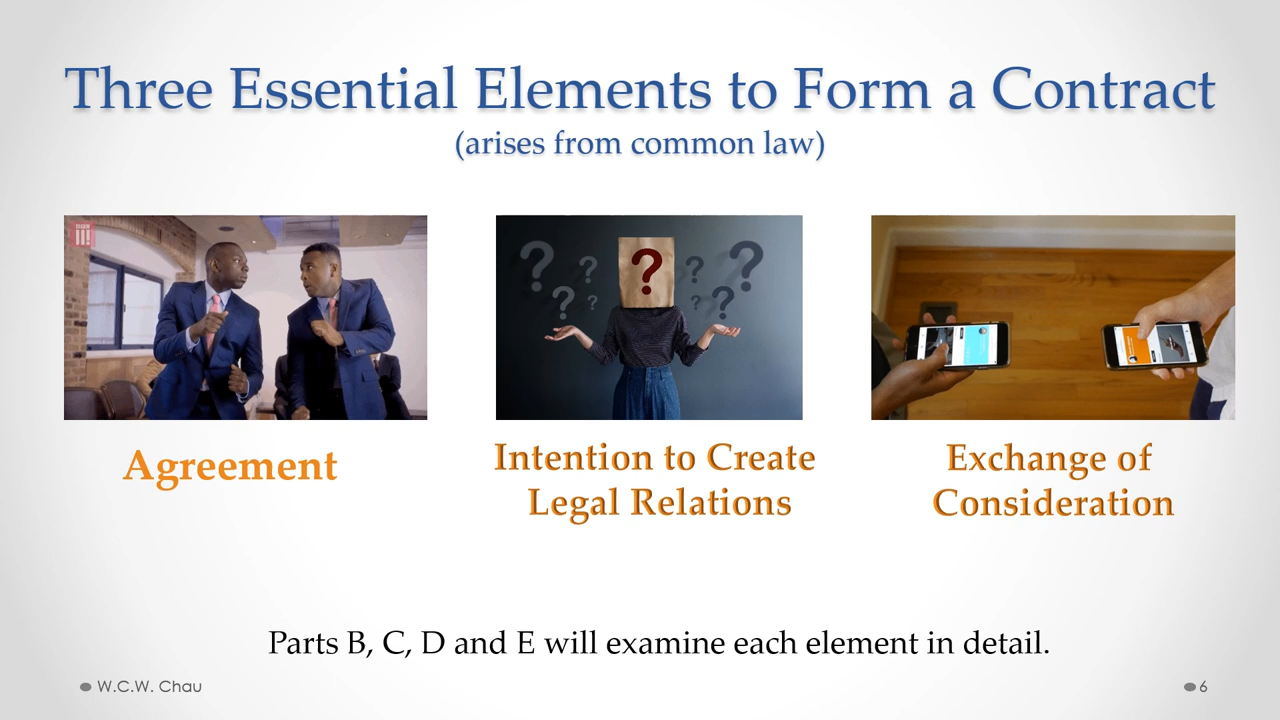 Three Essential Elements to Form a Contract
(arises from common law)
? ? ? ? ? ? ? ? ?
Agreement
Intention to Create
Legal Relations
Exchange of
Consideration
Parts B, C, D and E will examine each element in detail.
W.C.W. Chau
6